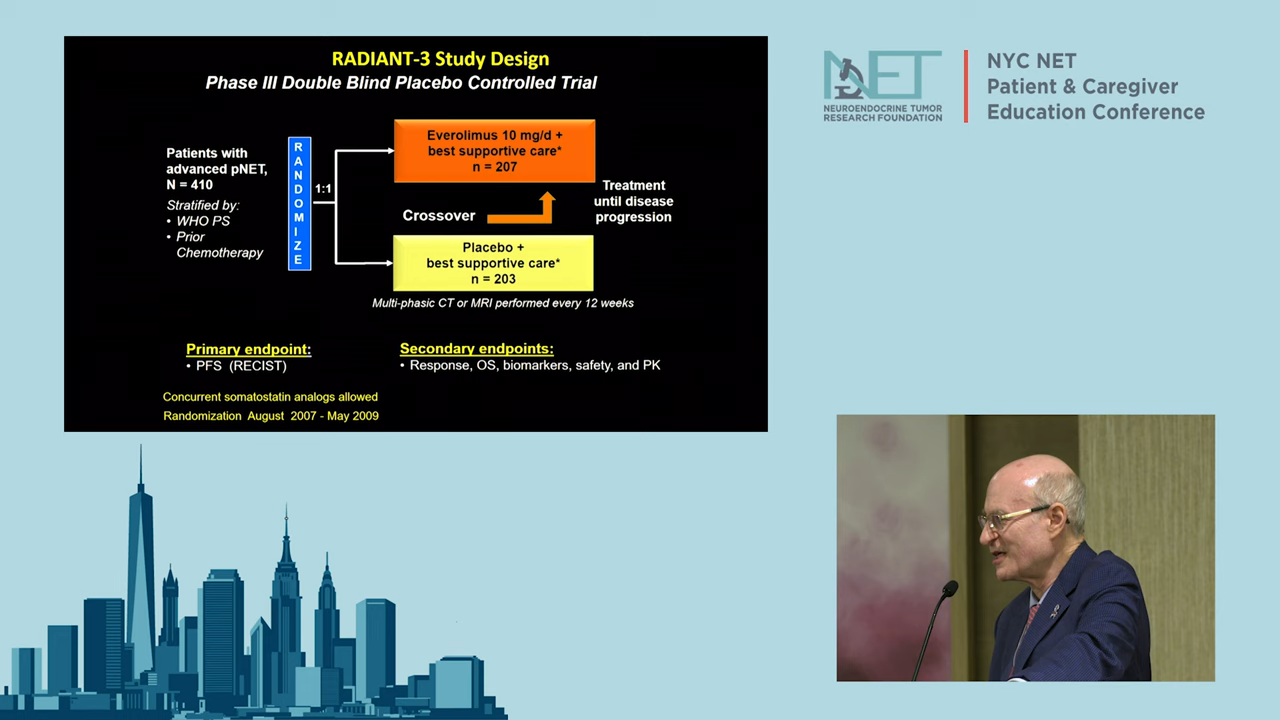 RADIANT-3 Study Design
Phase III Double Blind Placebo Controlled Trial
Patients with
advanced pNET,
N = 410
Stratified by:
• WHO PS
• Prior
Chemotherapy
RANDOMIZE
1:1
Everolimus 10 mg/d +
best supportive care*
n = 207
Crossover
Treatment
until disease
progression
Placebo +
best supportive care*
n = 203
Multi-phasic CT or MRI performed every 12 weeks
Primary endpoint:
• PFS (RECIST)
Secondary endpoints:
• Response, OS, biomarkers, safety, and PK
Concurrent somatostatin analogs allowed
Randomization August 2007 - May 2009
NET
NEUROENDOCRINE TUMOR
RESEARCH FOUNDATION
NYC NET
Patient & Caregiver
Education Conference